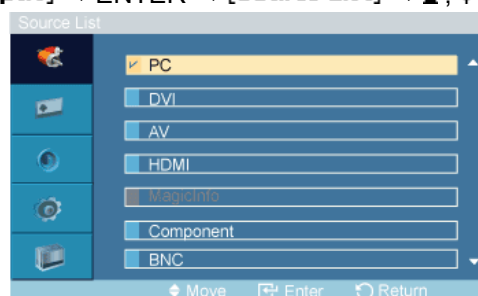 Source List
PC
DVI
AV
HDMI
MagicInfo
Component
BNC
Move Enter Return